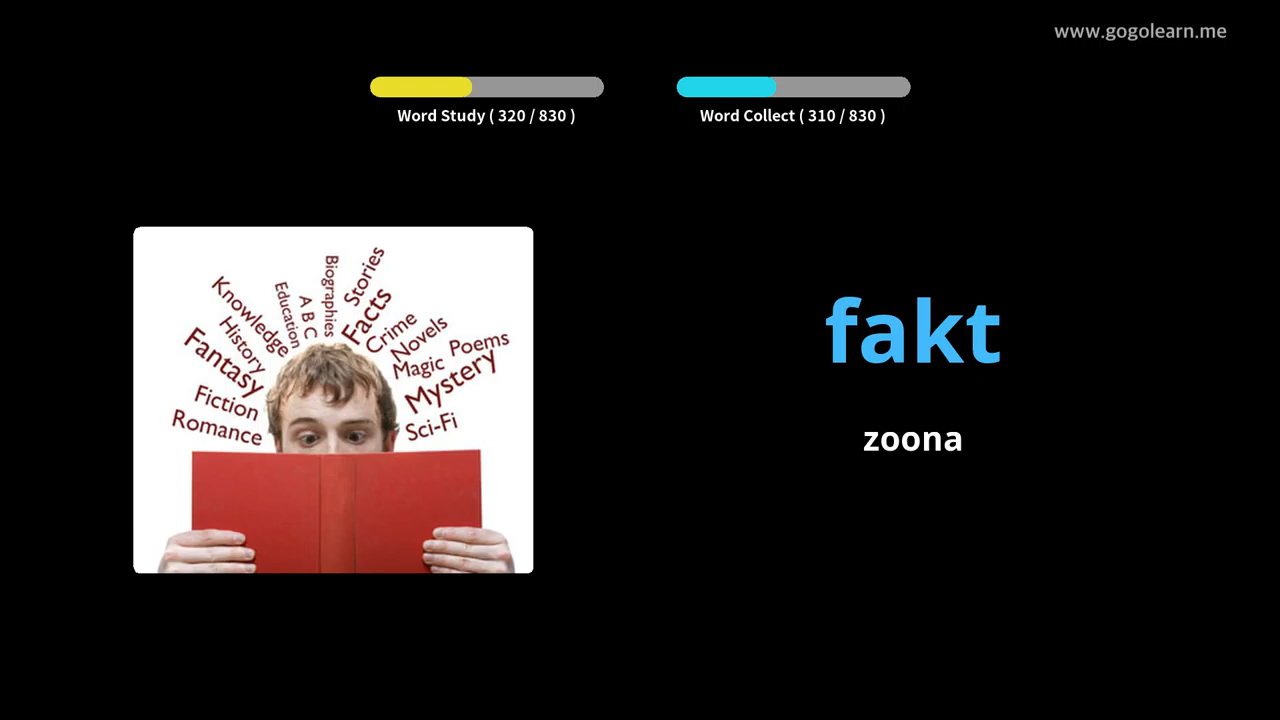 www.gogolearn.me
Word Study ( 320 / 830 )
Word Collect ( 310 / 830 )
Stories
Biographies
Facts
A B C
Education
Knowledge
Crime
History
Novels
Poems
Fantasy
Magic
Mystery
Fiction
Sci-Fi
Romance
fakt
zoona